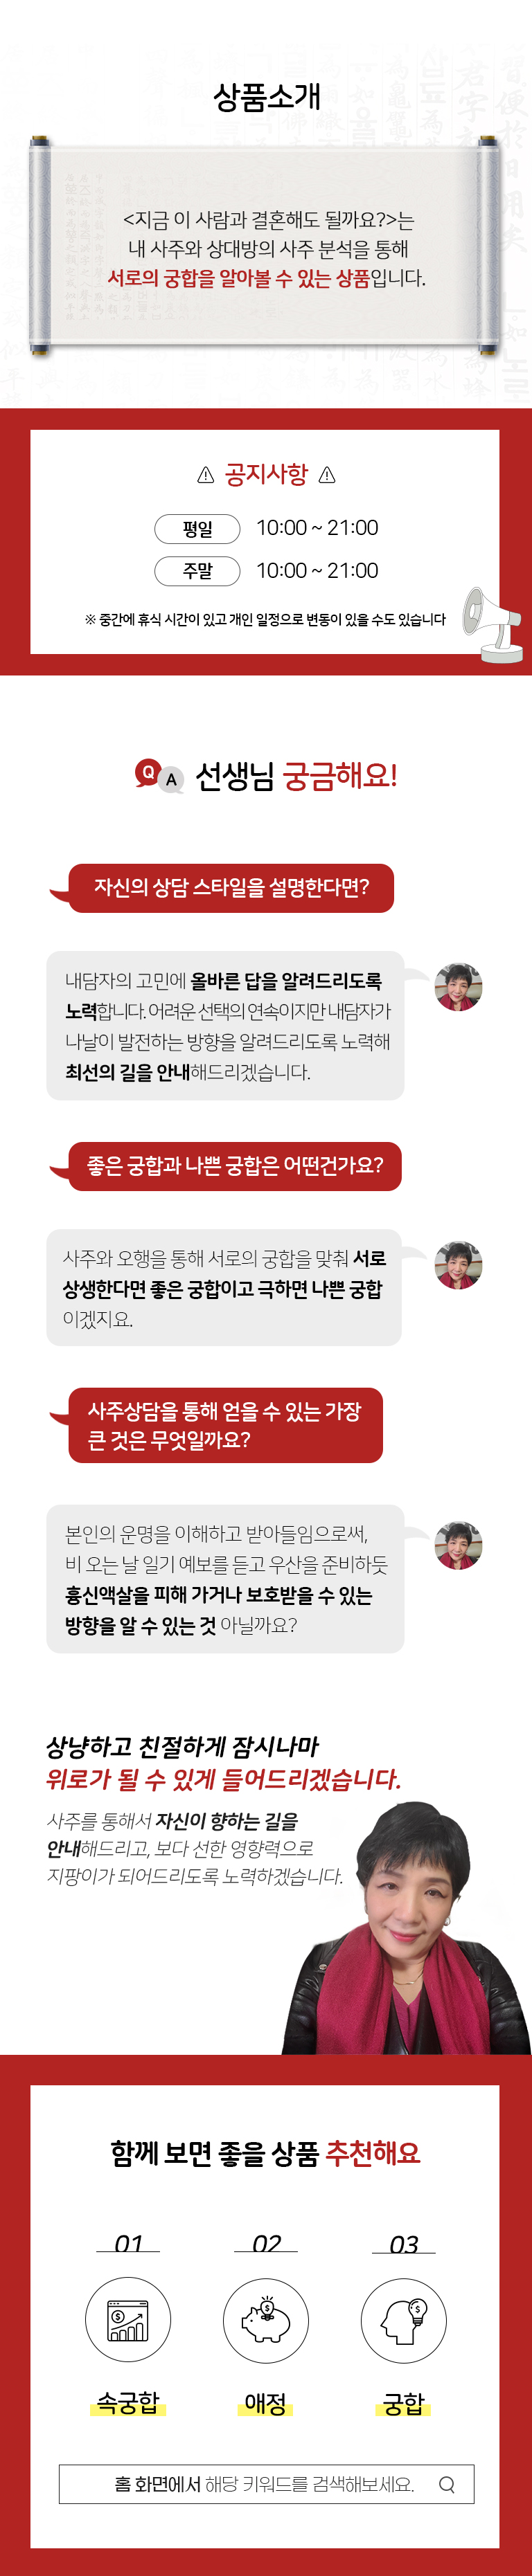 상품소개
<지금 이 사람과 결혼해도 될까요?>는
내 사주와 상대방의 사주 분석을 통해
서로의 궁합을 알아볼 수 있는 상품입니다.
공지사항
평일 10:00 ~ 21:00
주말 10:00 ~ 21:00
※ 중간에 휴식 시간이 있고 개인 일정으로 변동이 있을 수도 있습니다
Q A 선생님 궁금해요!
자신의 상담 스타일을 설명한다면?
내담자의 고민에 올바른 답을 알려드리도록
노력합니다. 어려운 선택의 연속이지만 내담자가
나날이 발전하는 방향을 알려드리도록 노력해
최선의 길을 안내해드리겠습니다.
좋은 궁합과 나쁜 궁합은 어떤건가요?
사주와 오행을 통해 서로의 궁합을 맞춰 서로
상생한다면 좋은 궁합이고 극하면 나쁜 궁합
이겠지요.
사주상담을 통해 얻을 수 있는 가장
큰 것은 무엇일까요?
본인의 운명을 이해하고 받아들임으로써,
비 오는 날 일기 예보를 듣고 우산을 준비하듯
흉신액살을 피해 가거나 보호받을 수 있는
방향을 알 수 있는 것 아닐까요?
상냥하고 친절하게 잠시나마
위로가 될 수 있게 들어드리겠습니다.
사주를 통해서 자신이 향하는 길을
안내해드리고, 보다 선한 영향력으로
지팡이가 되어드리도록 노력하겠습니다.
함께 보면 좋을 상품 추천해요
01 02 03
속궁합 애정 궁합
홈 화면에서 해당 키워드를 검색해보세요.